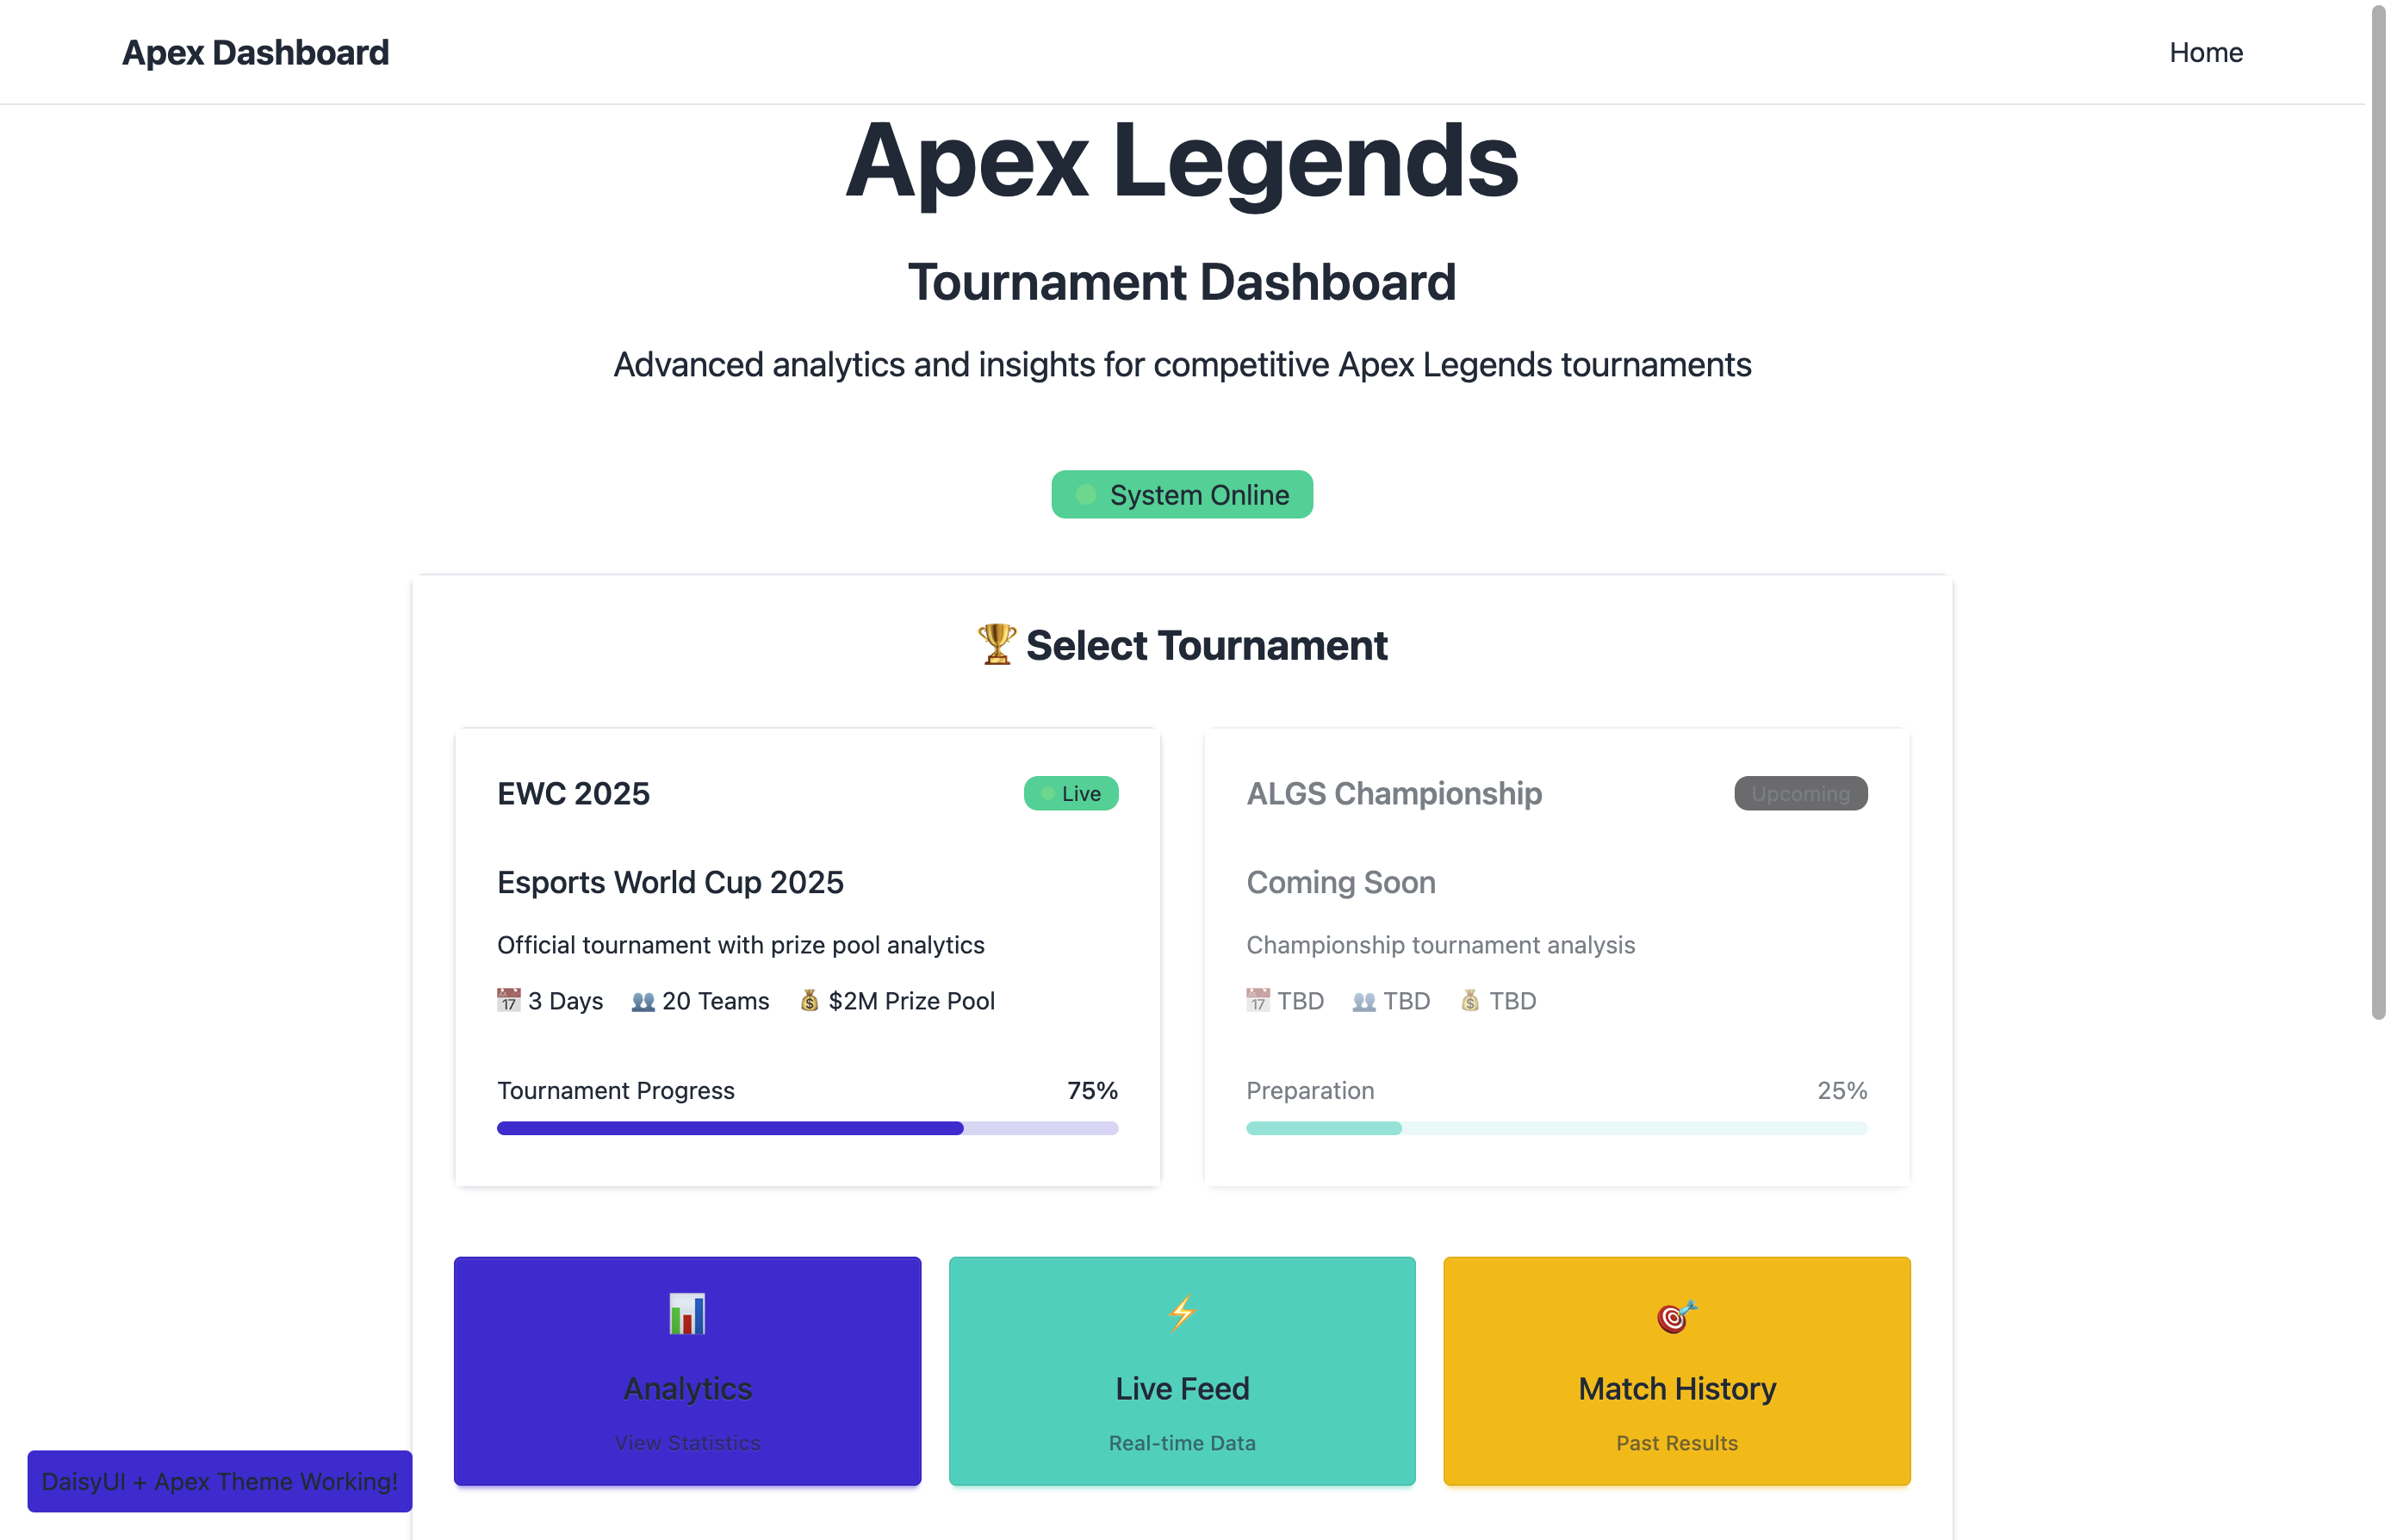 Apex Dashboard
Home
Apex Legends
Tournament Dashboard
Advanced analytics and insights for competitive Apex Legends tournaments
System Online
🏆 Select Tournament
EWC 2025
Live
Esports World Cup 2025
Official tournament with prize pool analytics
📅 3 Days 👥 20 Teams 💰 $2M Prize Pool
Tournament Progress
75%
ALGS Championship
Upcoming
Coming Soon
Championship tournament analysis
📅 TBD 👥 TBD 💰 TBD
Preparation
25%
📊
Analytics
View Statistics
⚡
Live Feed
Real-time Data
🎯
Match History
Past Results
DaisyUI + Apex Theme Working!